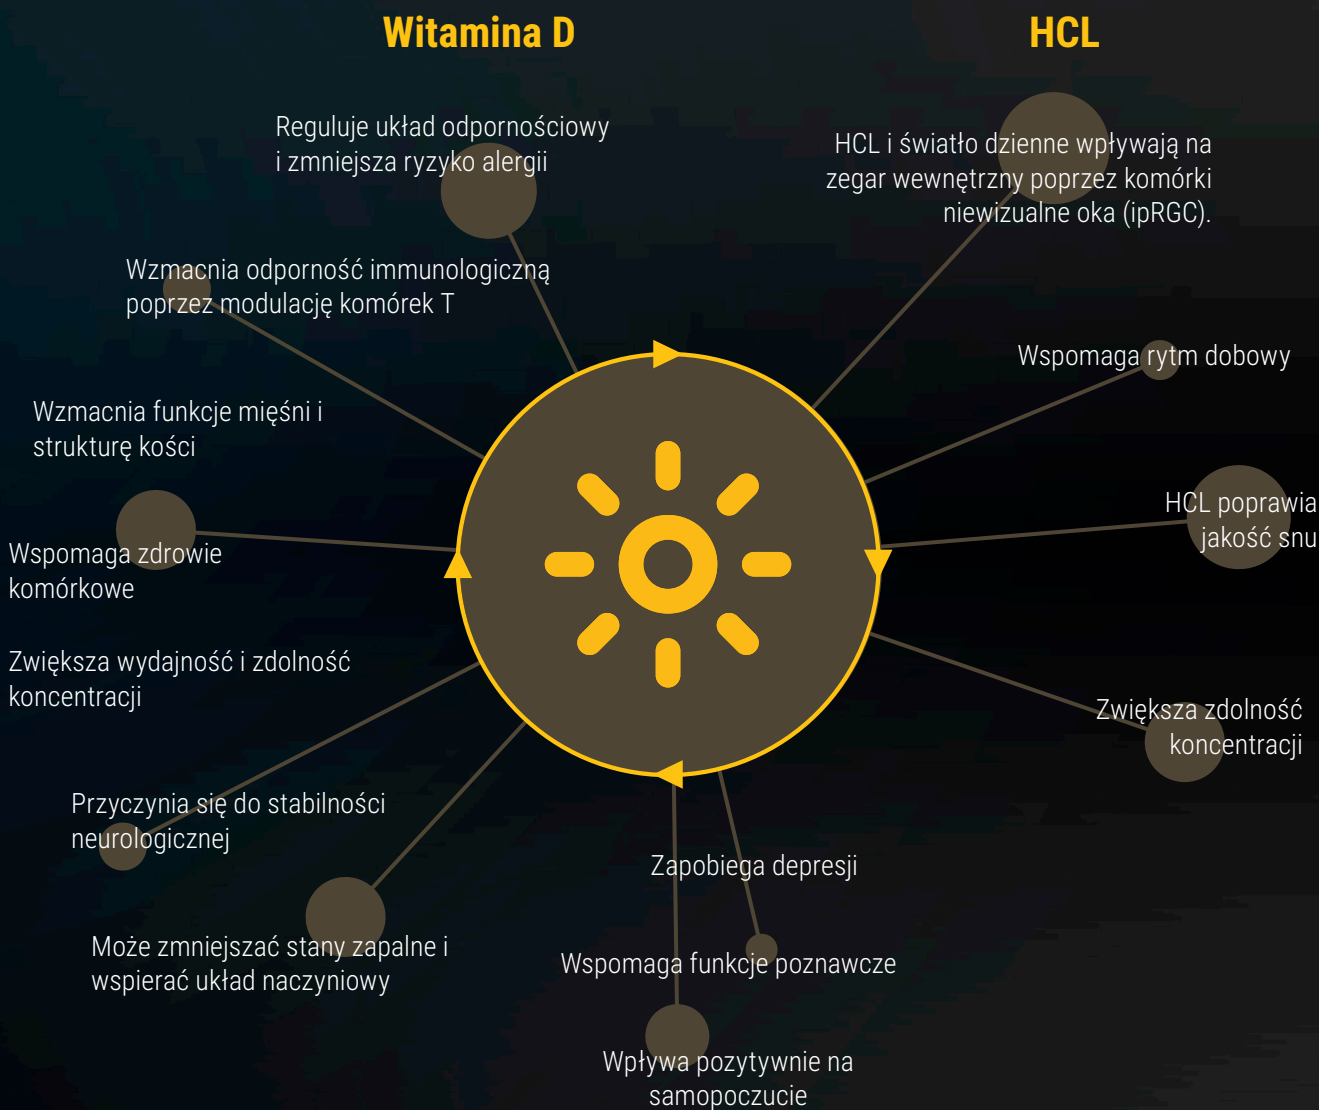 Witamina D
Reguluje układ odpornościowy
i zmniejsza ryzyko alergii
Wzmacnia odporność immunologiczną
poprzez modulację komórek T
Wzmacnia funkcje mięśni i
strukturę kości
Wspomaga zdrowie
komórkowe
Zwiększa wydajność i zdolność
koncentracji
Przyczynia się do stabilności
neurologicznej
Może zmniejszać stany zapalne i
wspierać układ naczyniowy
Zapobiega depresji
Wspomaga funkcje poznawcze
Wpływa pozytywnie na
samopoczucie
HCL
HCL i światło dzienne wpływają na
zegar wewnętrzny poprzez komórki
niewizualne oka (ipRGC).
Wspomaga rytm dobowy
HCL poprawia
jakość snu
Zwiększa zdolność
koncentracji